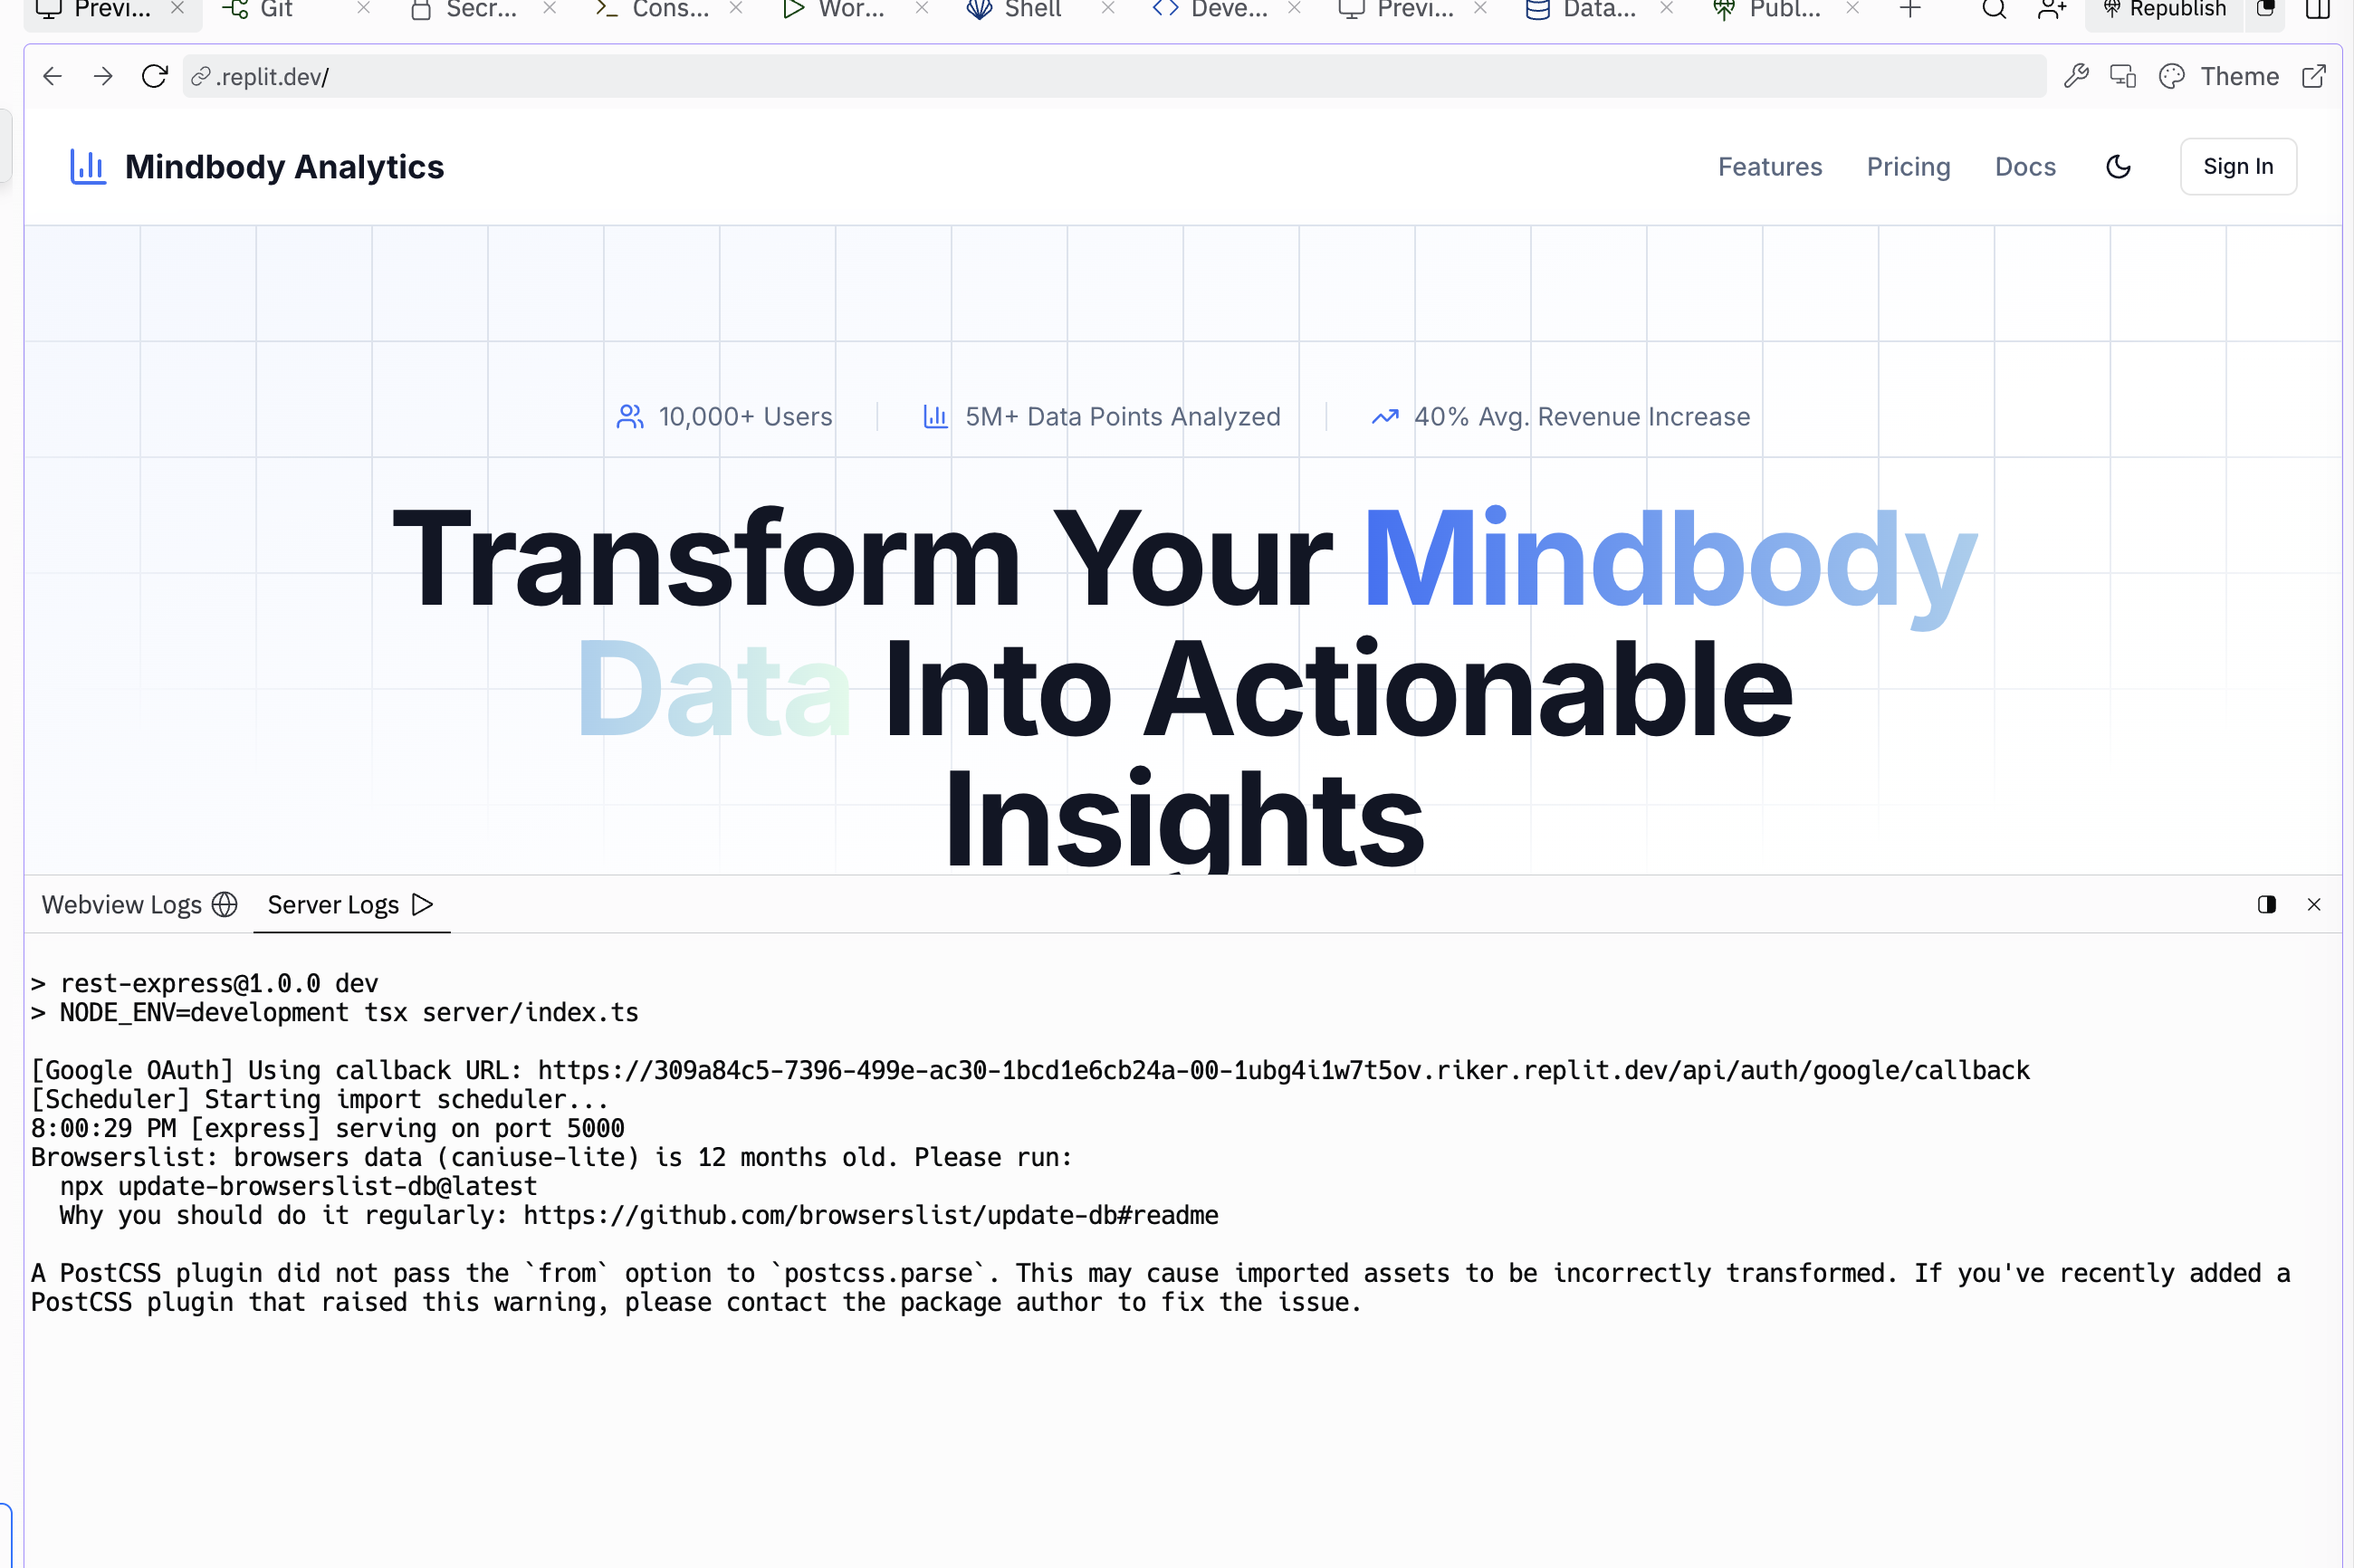 Previ... Git Secr... Cons... Wor... Shell Deve... Previ... Data... Publ... Republish
.replit.dev/ Theme
Mindbody Analytics Features Pricing Docs Sign In
10,000+ Users 5M+ Data Points Analyzed 40% Avg. Revenue Increase
Transform Your Mindbody
Data Into Actionable
Insights
Webview Logs Server Logs
> rest-express@1.0.0 dev
> NODE_ENV=development tsx server/index.ts
[Google OAuth] Using callback URL: https://309a84c5-7396-499e-ac30-1bcd1e6cb24a-00-1ubg4i1w7t5ov.riker.replit.dev/api/auth/google/callback
[Scheduler] Starting import scheduler...
8:00:29 PM [express] serving on port 5000
Browserslist: browsers data (caniuse-lite) is 12 months old. Please run:
  npx update-browserslist-db@latest
  Why you should do it regularly: https://github.com/browserslist/update-db#readme
A PostCSS plugin did not pass the `from` option to `postcss.parse`. This may cause imported assets to be incorrectly transformed. If you've recently added a
PostCSS plugin that raised this warning, please contact the package author to fix the issue.